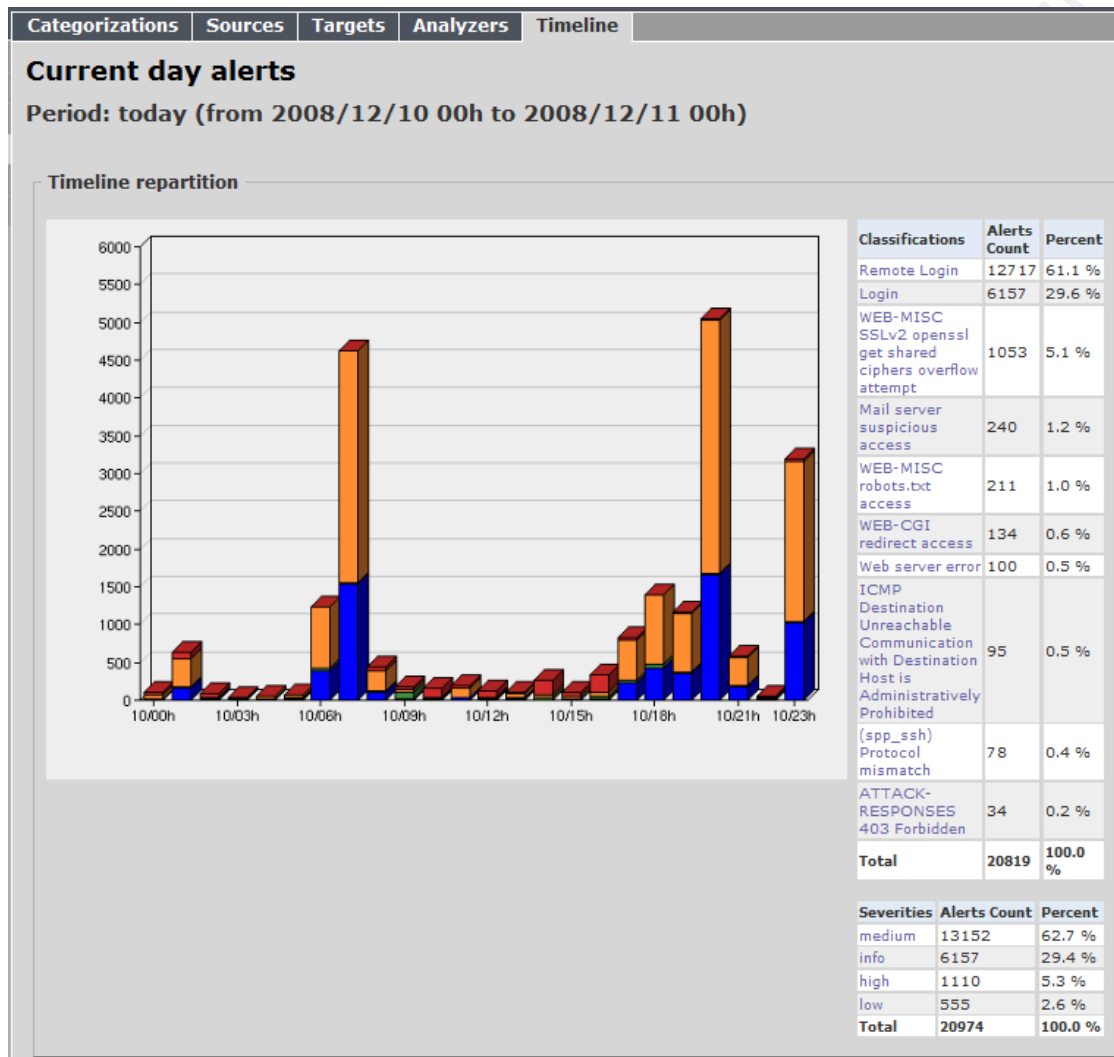 Categorizations Sources Targets Analyzers Timeline
Current day alerts
Period: today (from 2008/12/10 00h to 2008/12/11 00h)
Timeline repartition
6000
5500
5000
4500
4000
3500
3000
2500
2000
1500
1000
500
0
10/00h 10/03h 10/06h 10/09h 10/12h 10/15h 10/18h 10/21h 10/23h
Classifications Alerts Count Percent
Remote Login 12717 61.1 %
Login 6157 29.6 %
WEB-MISC
SSLv2 openssl
get shared
ciphers overflow
attempt
1053 5.1 %
Mail server
suspicious
access
240 1.2 %
WEB-MISC
robots.txt
access
211 1.0 %
WEB-CGI
redirect access
134 0.6 %
Web server error 100 0.5 %
ICMP
Destination
Unreachable
Communication
with Destination
Host is
Administratively
Prohibited
95 0.5 %
(spp_ssh)
Protocol
mismatch
78 0.4 %
ATTACK-
RESPONSES
403 Forbidden
34 0.2 %
Total 20819 100.0 %
Severities Alerts Count Percent
medium 13152 62.7 %
info 6157 29.4 %
high 1110 5.3 %
low 555 2.6 %
Total 20974 100.0 %